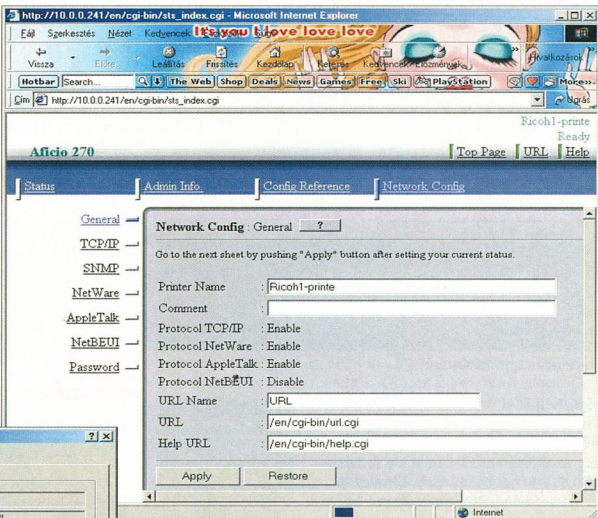 http://10.0.0.241/en/cgi-bin/sts_index.cgi - Microsoft Internet Explorer
Fájl Szerkesztés Nézet Kedvencek
It's you I love love love
Vissza Előre Leállítás Frissítés Kezdőlap Keresés Kedvencek Előzmények
Hivatkozások
Hotbar Search... The Web Shop Deals News Games Free Ski PlayStation More>>
Cím http://10.0.0.241/en/cgi-bin/sts_index.cgi Ugrás
Ricoh1-printe
Ready
Aficio 270 Top Page URL Help
Status Admin Info. Config Reference Network Config
General
TCP/IP
SNMP
NetWare
AppleTalk
NetBEUI
Password
Network Config : General ?
Go to the next sheet by pushing "Apply" button after setting your current status.
Printer Name : Ricoh1-printe
Comment :
Protocol TCP/IP : Enable
Protocol NetWare : Enable
Protocol AppleTalk : Enable
Protocol NetBEUI : Disable
URL Name : URL
URL : /en/cgi-bin/url.cgi
Help URL : /en/cgi-bin/help.cgi
Apply Restore
Internet